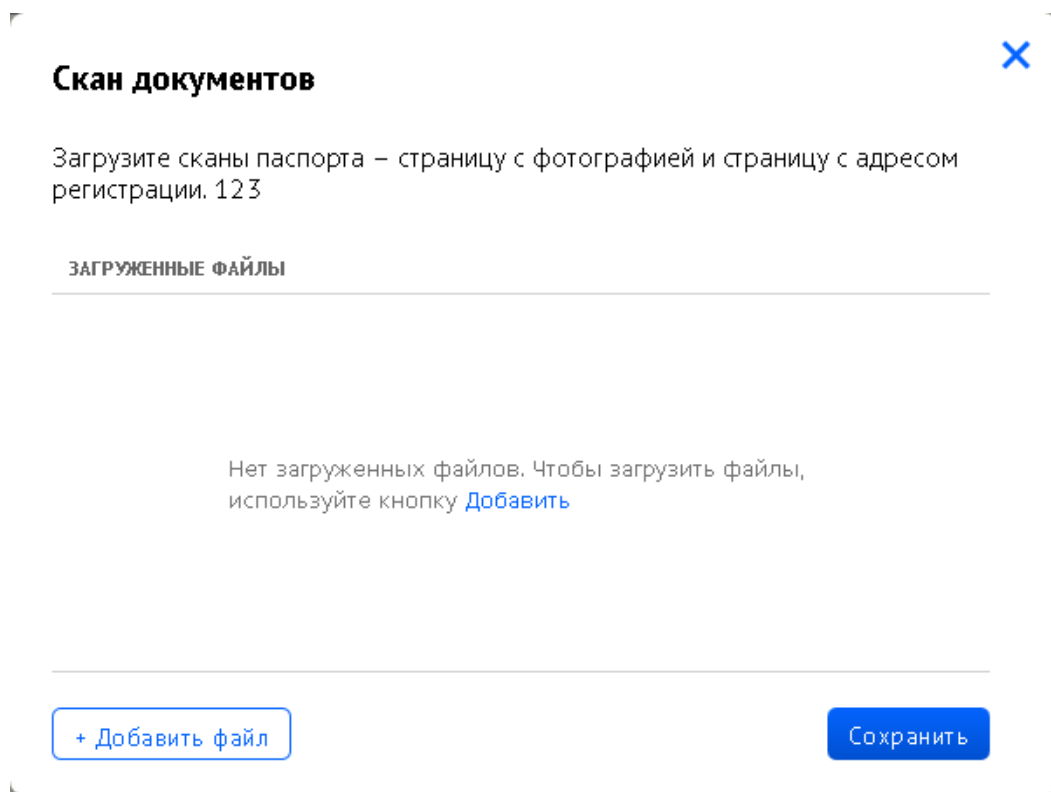 Скан документов
Загрузите сканы паспорта – страницу с фотографией и страницу с адресом
регистрации. 123
ЗАГРУЖЕННЫЕ ФАЙЛЫ
Нет загруженных файлов. Чтобы загрузить файлы,
используйте кнопку Добавить
+ Добавить файл
Сохранить